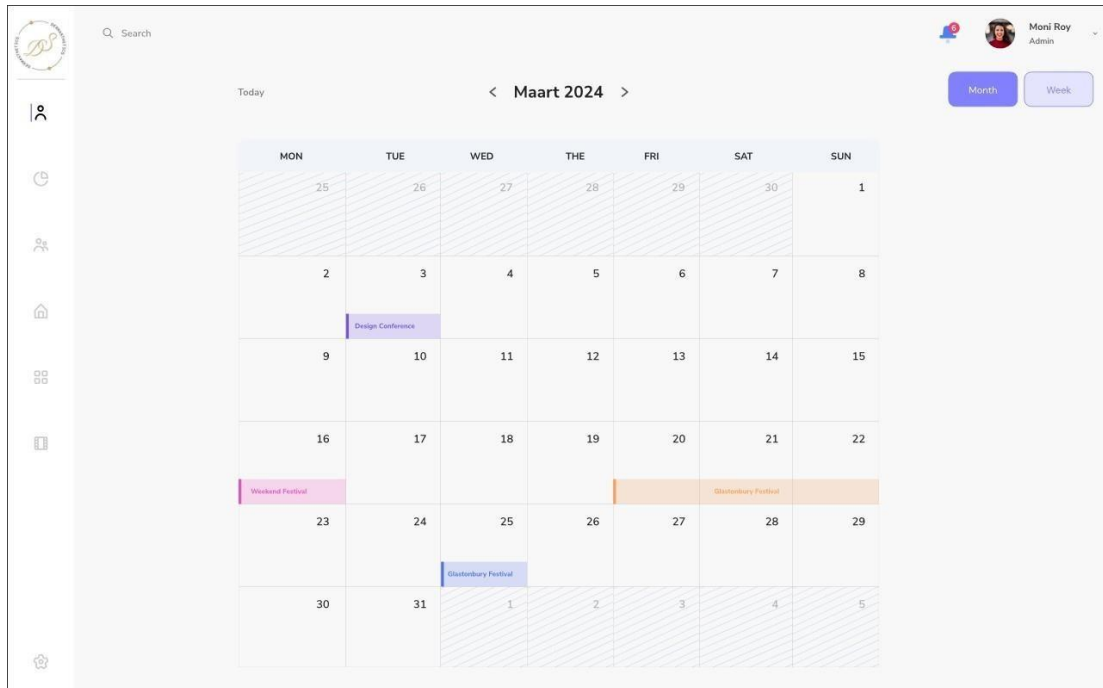 Search
6
Moni Roy
Admin
Today
< Maart 2024 >
Month
Week
MON TUE WED THE FRI SAT SUN
25 26 27 28 29 30 1
2 3 4 5 6 7 8
Design Conference
9 10 11 12 13 14 15
16 17 18 19 20 21 22
Weekend Festival
Glastonbury Festival
23 24 25 26 27 28 29
Glastonbury Festival
30 31 1 2 3 4 5